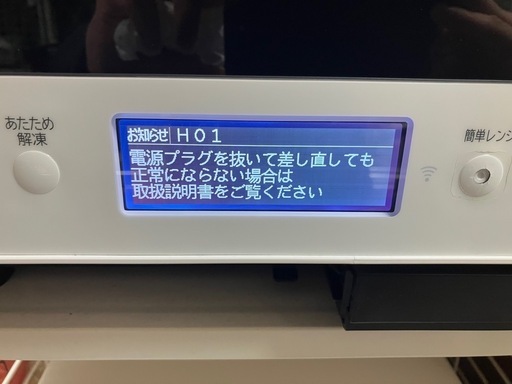 あたため
解凍
お知らせ H01
電源プラグを抜いて差し直しても
正常にならない場合は
取扱説明書をご覧ください
簡単レンジ